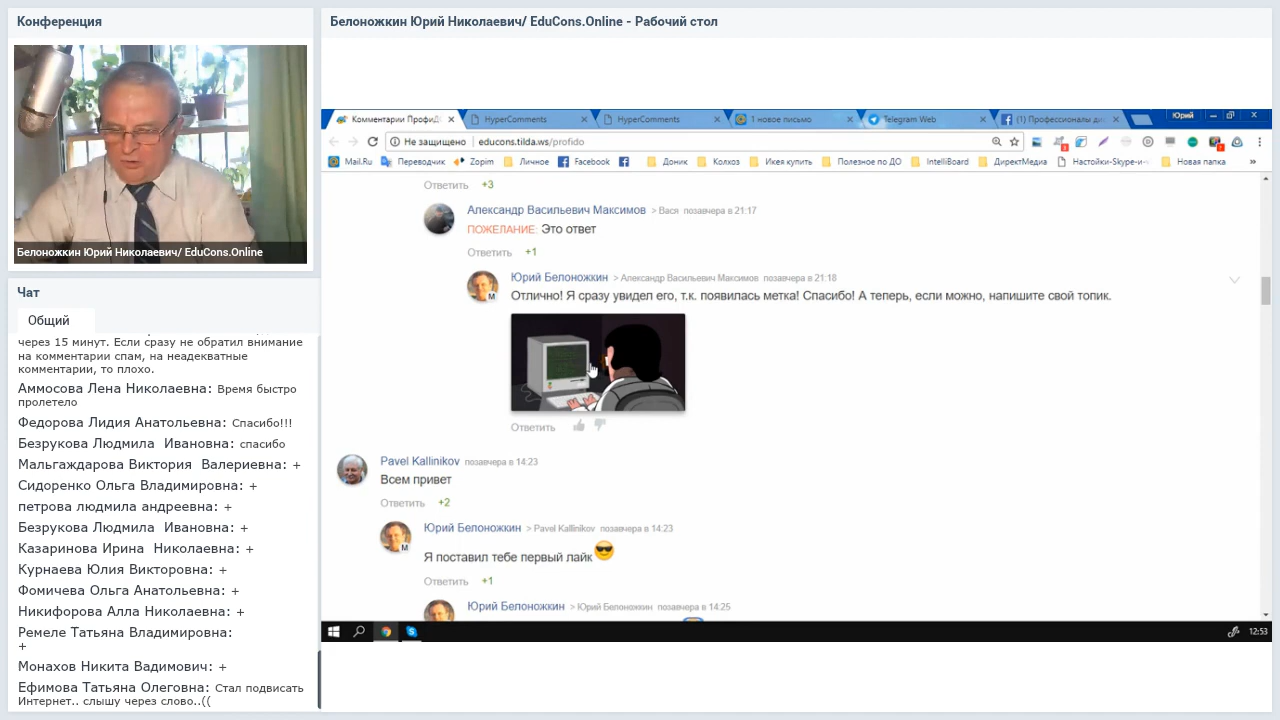 Конференция
Белоножкин Юрий Николаевич/ EduCons.Online
Чат
Общий
через 15 минут. Если сразу не обратил внимание
на комментарии спам, на неадекватные
комментарии, то плохо.
Аммосова Лена Николаевна: Время быстро
пролетело
Федорова Лидия Анатольевна: Спасибо!!!
Безрукова Людмила Ивановна: спасибо
Мальгаждарова Виктория Валериевна: +
Сидоренко Ольга Владимировна: +
петрова людмила андреевна: +
Безрукова Людмила Ивановна: +
Казаринова Ирина Николаевна: +
Курнаева Юлия Викторовна: +
Фомичева Ольга Анатольевна: +
Никифорова Алла Николаевна: +
Ремеле Татьяна Владимировна:
+
Монахов Никита Вадимович: +
Ефимова Татьяна Олеговна: Стал подвисать
Интернет.. слышу через слово..((
Белоножкин Юрий Николаевич/ EduCons.Online - Рабочий стол
Комментарии ПрофиД HyperComments HyperComments 1 новое письмо Telegram Web (1) Профессионалы ди Юрий
Не защищено educons.tilda.ws/profido
Mail.Ru Переводчик Zopim Личное Facebook Доник Колхоз Икея купить Полезное по ДО IntelliBoard ДиректМедиа Настойки-Skype-и-v Новая папка »
Ответить +3
Александр Васильевич Максимов > Вася позавчера в 21:17
ПОЖЕЛАНИЕ: Это ответ
Ответить +1
Юрий Белоножкин > Александр Васильевич Максимов позавчера в 21:18
М
Отлично! Я сразу увидел его, т.к. появилась метка! Спасибо! А теперь, если можно, напишите свой топик.
Ответить
Pavel Kallinikov позавчера в 14:23
Всем привет
Ответить +2
Юрий Белоножкин > Pavel Kallinikov позавчера в 14:23
М
Я поставил тебе первый лайк
Ответить +1
Юрий Белоножкин > Юрий Белоножкин позавчера в 14:25
12:53